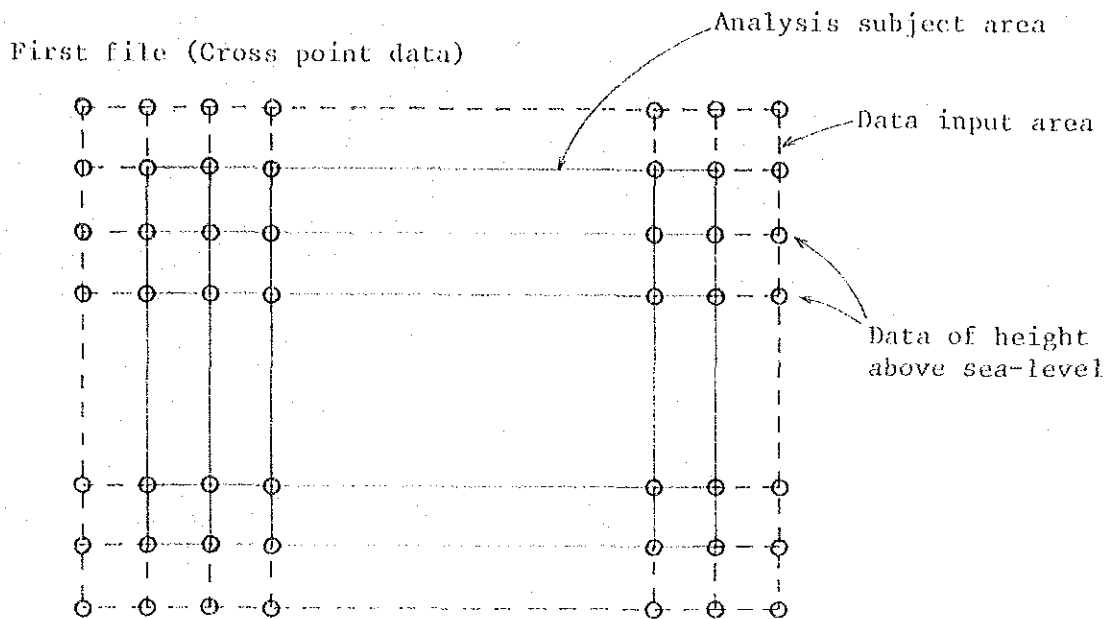 Analysis subject area
First file (Cross point data)
Data input area
Data of height
above sea-level